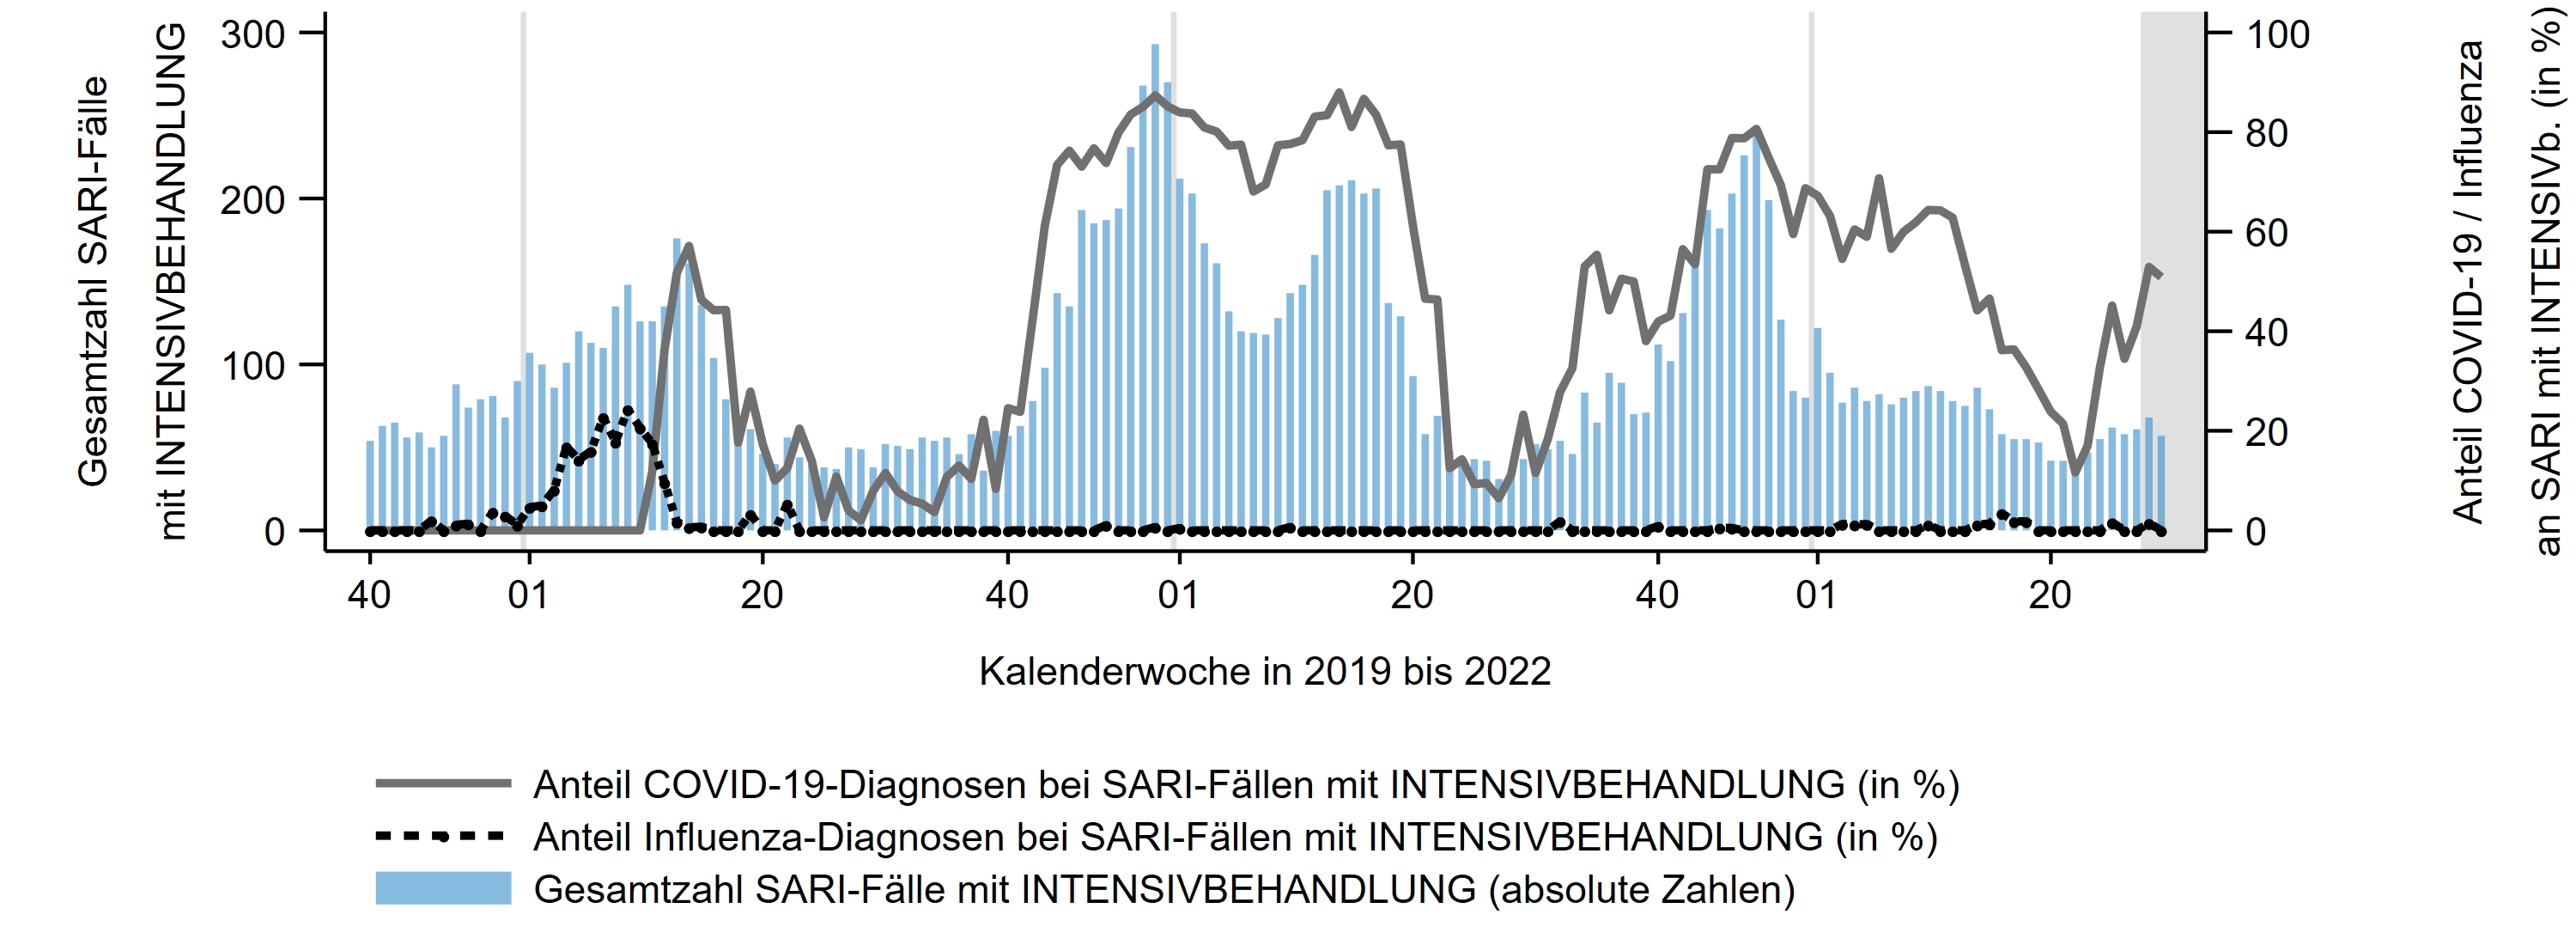 Gesamtzahl SARI-Fälle
mit INTENSIVBEHANDLUNG
300
200
100
0
100
80
60
40
20
0
Anteil COVID-19 / Influenza
an SARI mit INTENSIVb. (in %)
40 01 20 40 01 20 40 01 20
Kalenderwoche in 2019 bis 2022
Anteil COVID-19-Diagnosen bei SARI-Fällen mit INTENSIVBEHANDLUNG (in %)
Anteil Influenza-Diagnosen bei SARI-Fällen mit INTENSIVBEHANDLUNG (in %)
Gesamtzahl SARI-Fälle mit INTENSIVBEHANDLUNG (absolute Zahlen)